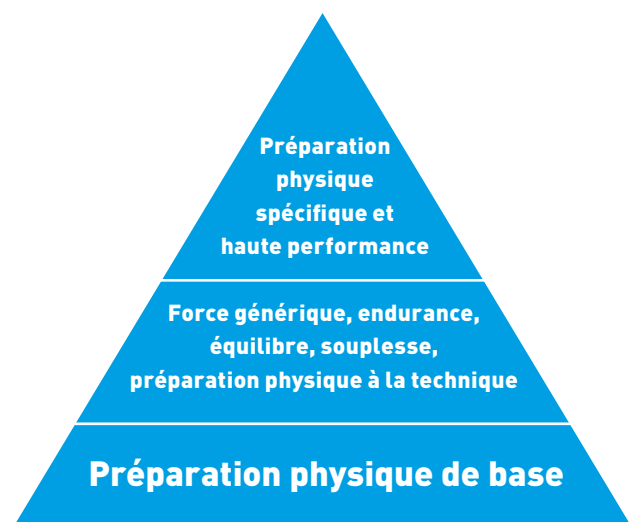 Préparation
physique
spécifique et
haute performance
Force générique, endurance,
équilibre, souplesse,
préparation physique à la technique
Préparation physique de base